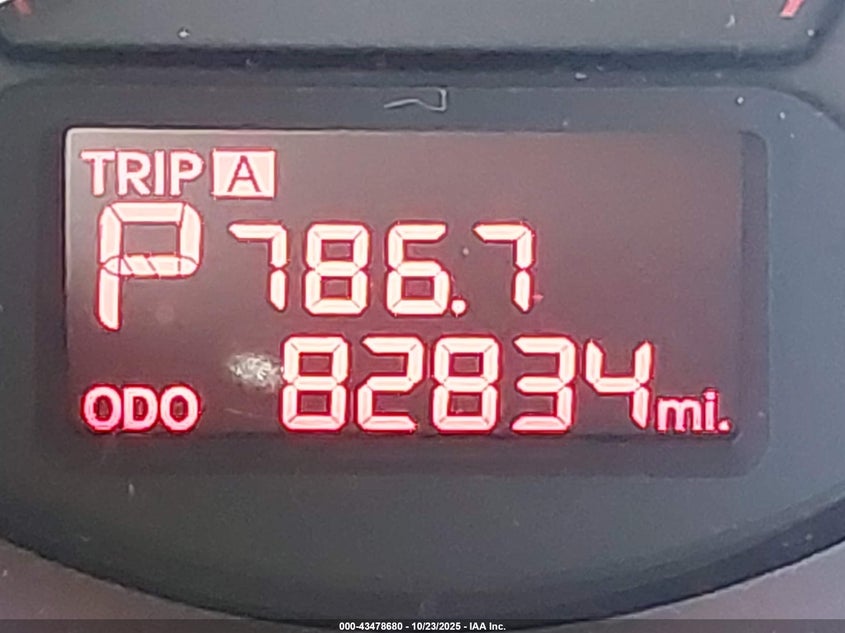 TRIP A
P 786.7
ODO 82834 mi.
000-43478680 - 10/23/2025 - IAA Inc.